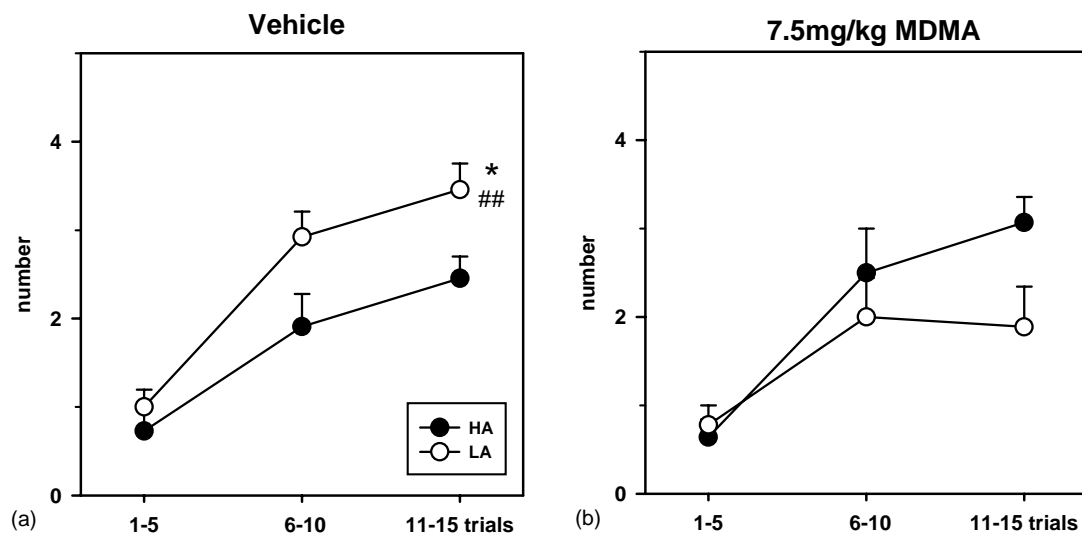 Vehicle
7.5mg/kg MDMA
number
4
2
0
*
##
HA
LA
(a)
1-5
6-10
11-15 trials
number
4
2
0
(b)
1-5
6-10
11-15 trials